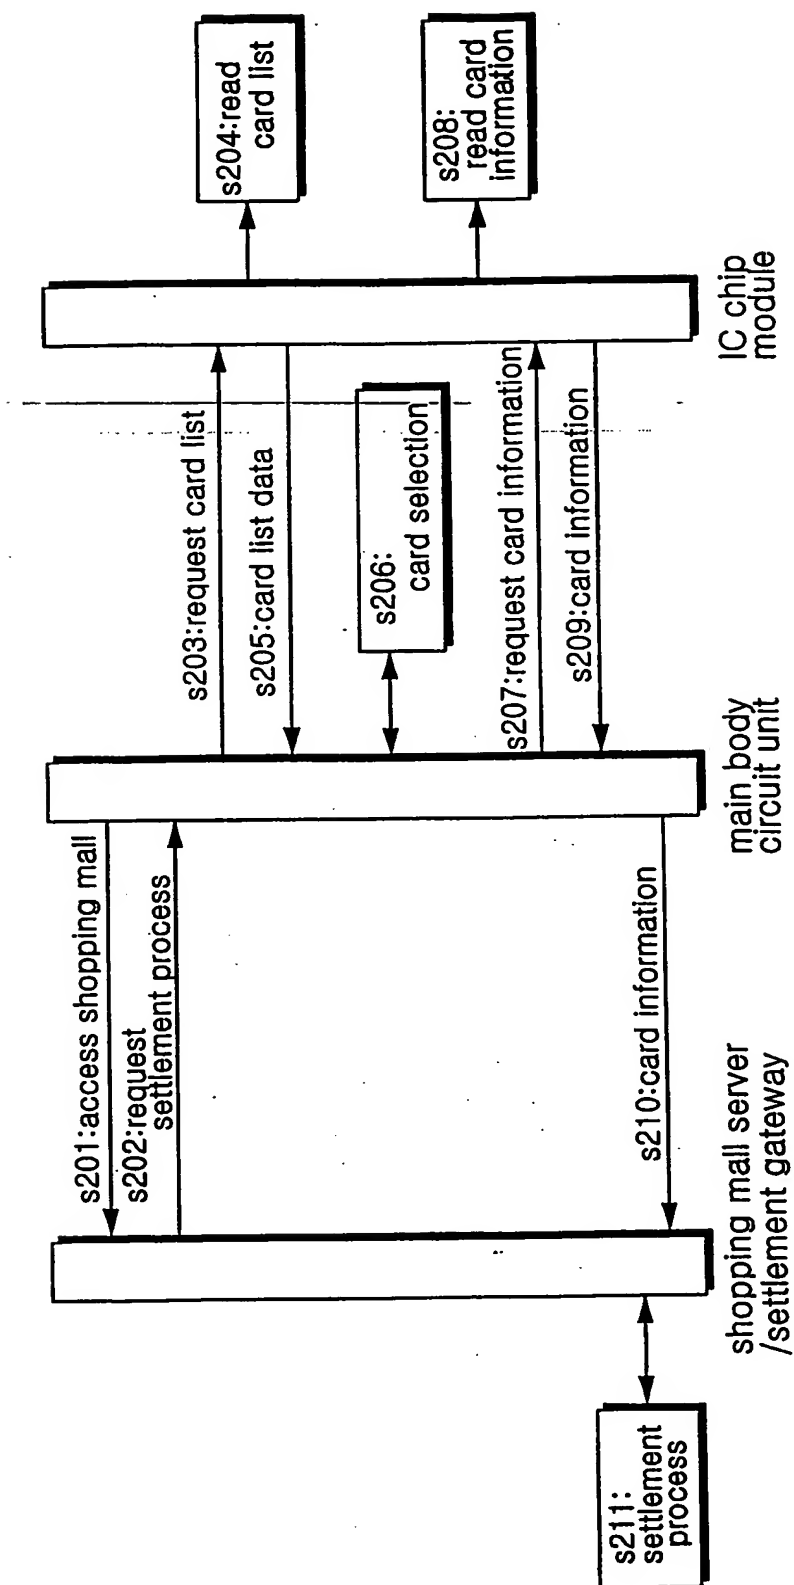 s201:access shopping mall
s202:request
settlement process
s203:request card list
s204:read
card list
s205:card list data
s206:
card selection
s207:request card information
s208:
read card
information
s209:card information
s210:card information
s211:
settlement
process
shopping mall server
/settlement gateway
main body
circuit unit
IC chip
module